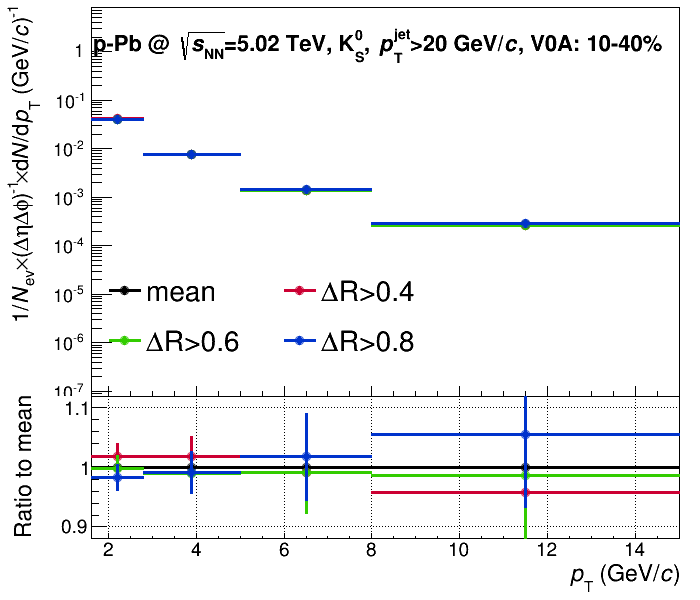 p-Pb @ √s_NN=5.02 TeV, K⁰_S, p_T^jet>20 GeV/c, V0A: 10-40%
1/N_ev×(ΔηΔϕ)⁻¹×dN/dp_T (GeV/c)⁻¹
1
10⁻¹
10⁻²
10⁻³
10⁻⁴
10⁻⁵
10⁻⁶
10⁻⁷
mean ΔR>0.4
ΔR>0.6 ΔR>0.8
Ratio to mean
1.1
1
0.9
2 4 6 8 10 12 14
p_T (GeV/c)